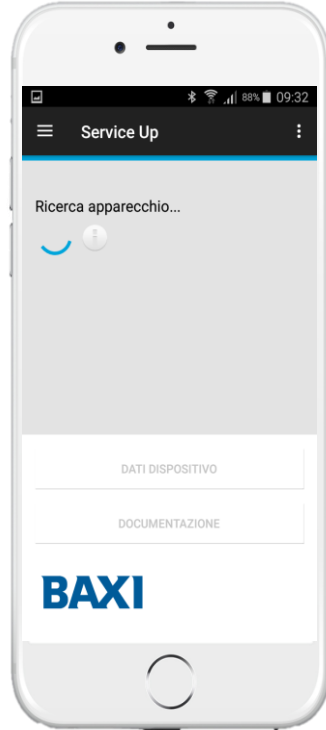 88% 09:32
Service Up
Ricerca apparecchio...
DATI DISPOSITIVO
DOCUMENTAZIONE
BAXI